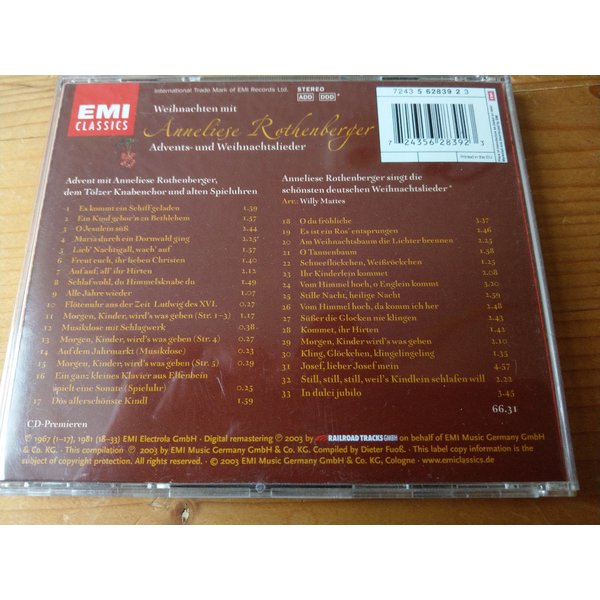 EMI
CLASSICS
International Trade Mark of EMI Records Ltd.
STEREO
ADD DDD*
7243 5 62839 2 3
7 24356 28392 3
Printed in the EU
EMI
Weihnachten mit
Anneliese Rothenberger
Advents- und Weihnachtslieder
Advent mit Anneliese Rothenberger,
dem Tölzer Knabenchor und alten Spieluhren
1 Es kommt ein Schiff geladen 1.59
2 Ein Kind gebor'n zu Bethlehem 1.57
3 O Jesulein süß 2.44
4 Maria durch ein Dornwald ging 2.25
5 Lieb' Nachtigall, wach' auf 1.57
6 Freut euch, ihr lieben Christen 1.40
7 Auf, auf! ihr Hirten 2.12
8 Schlaf wohl, du Himmelsknabe du 1.49
9 Alle Jahre wieder 1.07
10 Flötenuhr aus der Zeit Ludwig des XVI. 0.27
11 Morgen, Kinder, wird's was geben (Str. 1–3) 1.17
12 Musikdose mit Schlagwerk 0.38
13 Morgen, Kinder, wird's was geben (Str. 4) 0.27
14 Auf dem Jahrmarkt (Musikdose) 0.23
15 Morgen, Kinder, wird's was geben (Str. 5) 0.29
16 Ein ganz kleines Klavier aus Elfenbein
spielt eine Sonate (Spieluhr) 0.25
17 Dos allerschönste Kindl 1.59
Anneliese Rothenberger singt die
schönsten deutschen Weihnachtslieder*
Arr.: Willy Mattes
18 O du fröhliche 3.37
19 Es ist ein Ros' entsprungen 2.46
20 Am Weihnachtsbaum die Lichter brennen 2.25
21 O Tannenbaum 1.38
22 Schneeflöckchen, Weißröckchen 1.25
23 Ihr Kinderlein kommet 2.08
24 Vom Himmel hoch, o Englein kommt 3.20
25 Stille Nacht, heilige Nacht 2.59
26 Vom Himmel hoch, da komm ich her 1.48
27 Süßer die Glocken nie klingen 2.43
28 Kommet, ihr Hirten 1.42
29 Morgen, Kinder wird's was geben 2.10
30 Kling, Glöckchen, klingelingeling 1.35
31 Josef, lieber Josef mein 4.57
32 Still, still, still, weil's Kindlein schlafen will 2.22
33 In dulci jubilo 3.45
66.31
CD-Premieren
℗ 1967 (1–17), 1981 (18–33) EMI Electrola GmbH · Digital remastering ℗ 2003 by RAILROAD TRACKS GMBH on behalf of EMI Music Germany GmbH
& Co. KG. · This compilation ℗ 2003 by EMI Music Germany GmbH & Co. KG. Compiled by Dieter Fuoß. · This label copy information is the
subject of copyright protection. All rights reserved. · © 2003 EMI Music Germany GmbH & Co. KG, Cologne · www.emiclassics.de